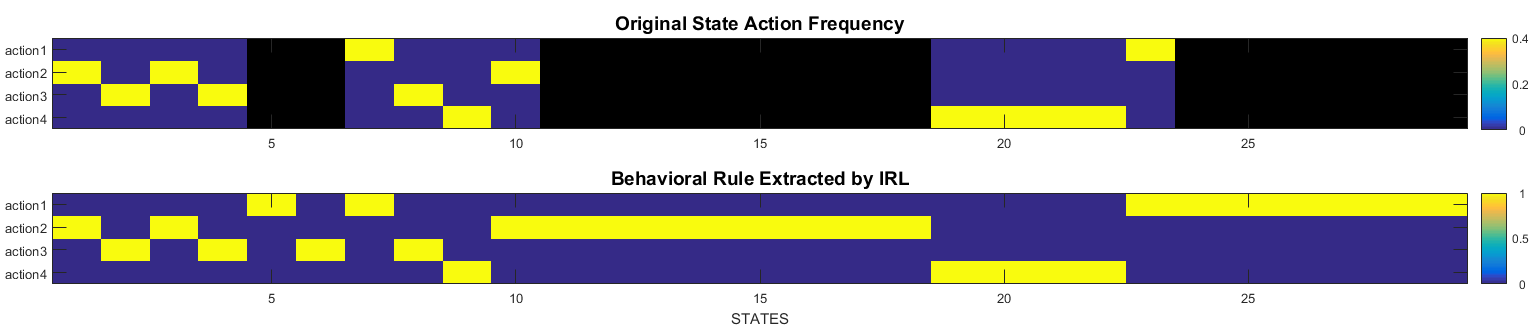 Original State Action Frequency
action1
action2
action3
action4
5 10 15 20 25
0.4
0.2
0
Behavioral Rule Extracted by IRL
action1
action2
action3
action4
5 10 15 20 25
1
0.5
0
STATES